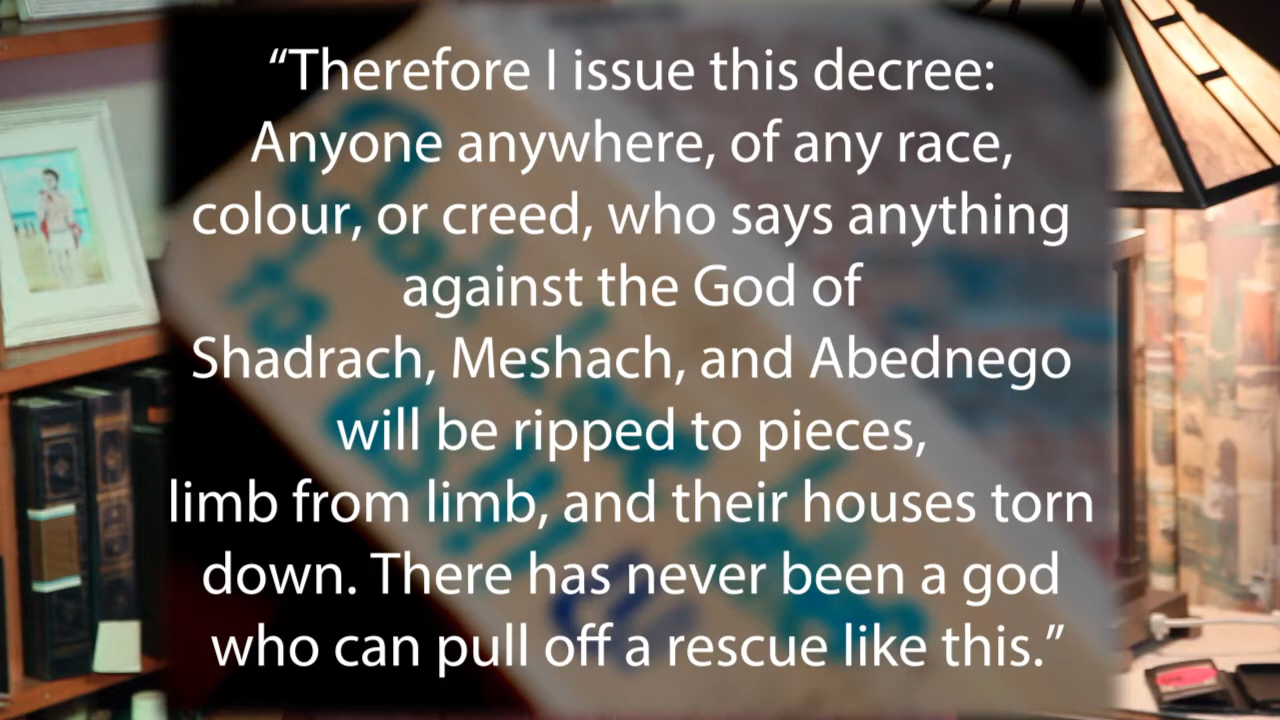 “Therefore I issue this decree:
Anyone anywhere, of any race,
colour, or creed, who says anything
against the God of
Shadrach, Meshach, and Abednego
will be ripped to pieces,
limb from limb, and their houses torn
down. There has never been a god
who can pull off a rescue like this.”